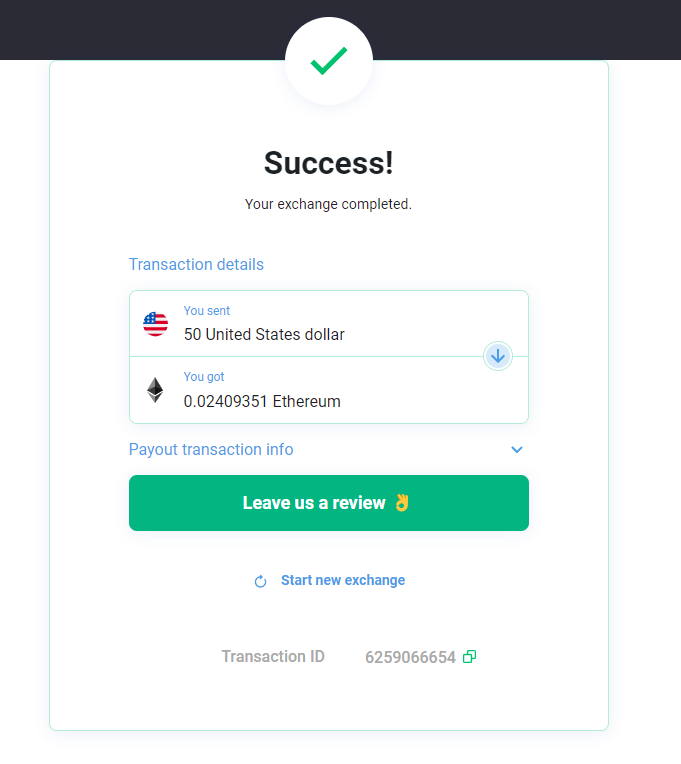 Success!
Your exchange completed.
Transaction details
You sent
50 United States dollar
You got
0.02409351 Ethereum
Payout transaction info
Leave us a review 👌
Start new exchange
Transaction ID 6259066654